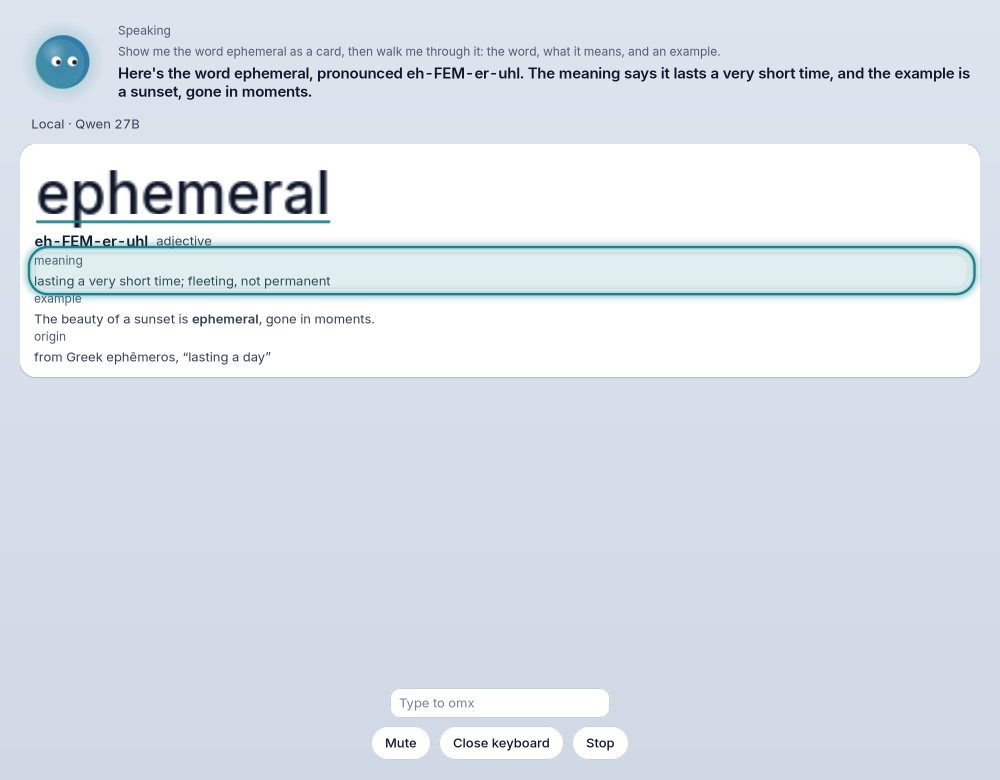 Speaking
Show me the word ephemeral as a card, then walk me through it: the word, what it means, and an example.
Here's the word ephemeral, pronounced eh-FEM-er-uhl. The meaning says it lasts a very short time, and the example is
a sunset, gone in moments.
Local · Qwen 27B
ephemeral
eh-FEM-er-uhl adjective
meaning
lasting a very short time; fleeting, not permanent
example
The beauty of a sunset is ephemeral, gone in moments.
origin
from Greek ephēmeros, “lasting a day”
Type to omx
Mute Close keyboard Stop